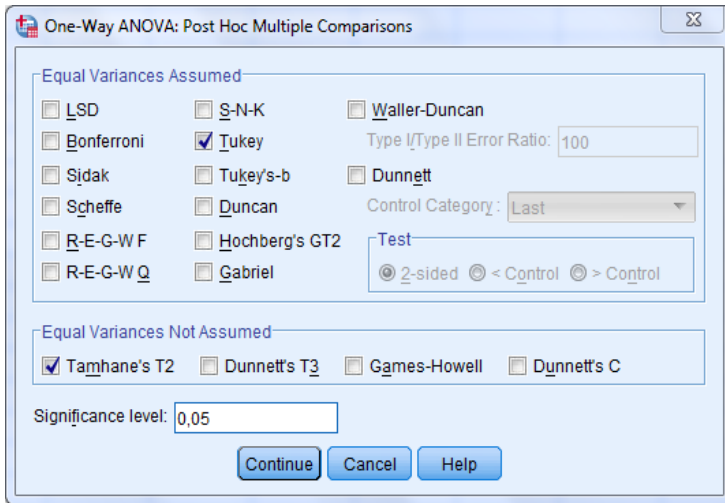 One-Way ANOVA: Post Hoc Multiple Comparisons
Equal Variances Assumed
LSD S-N-K Waller-Duncan
Bonferroni Tukey Type I/Type II Error Ratio: 100
Sidak Tukey's-b Dunnett
Scheffe Duncan Control Category: Last
R-E-G-W F Hochberg's GT2 Test
R-E-G-W Q Gabriel 2-sided < Control > Control
Equal Variances Not Assumed
Tamhane's T2 Dunnett's T3 Games-Howell Dunnett's C
Significance level: 0,05
Continue Cancel Help